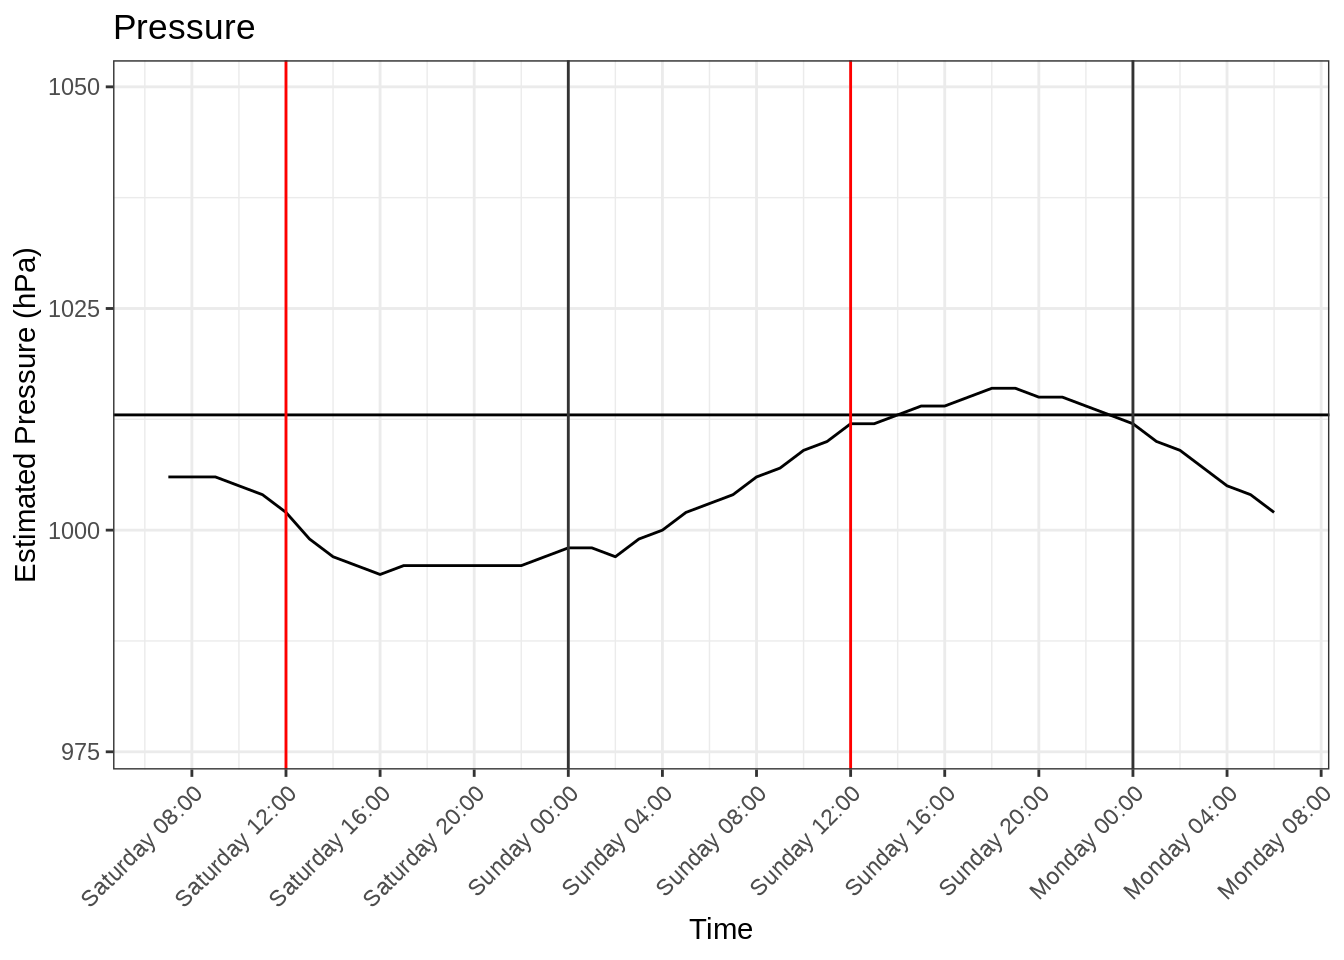 Pressure
Estimated Pressure (hPa)
1050
1025
1000
975
Saturday 08:00
Saturday 12:00
Saturday 16:00
Saturday 20:00
Sunday 00:00
Sunday 04:00
Sunday 08:00
Sunday 12:00
Sunday 16:00
Sunday 20:00
Monday 00:00
Monday 04:00
Monday 08:00
Time